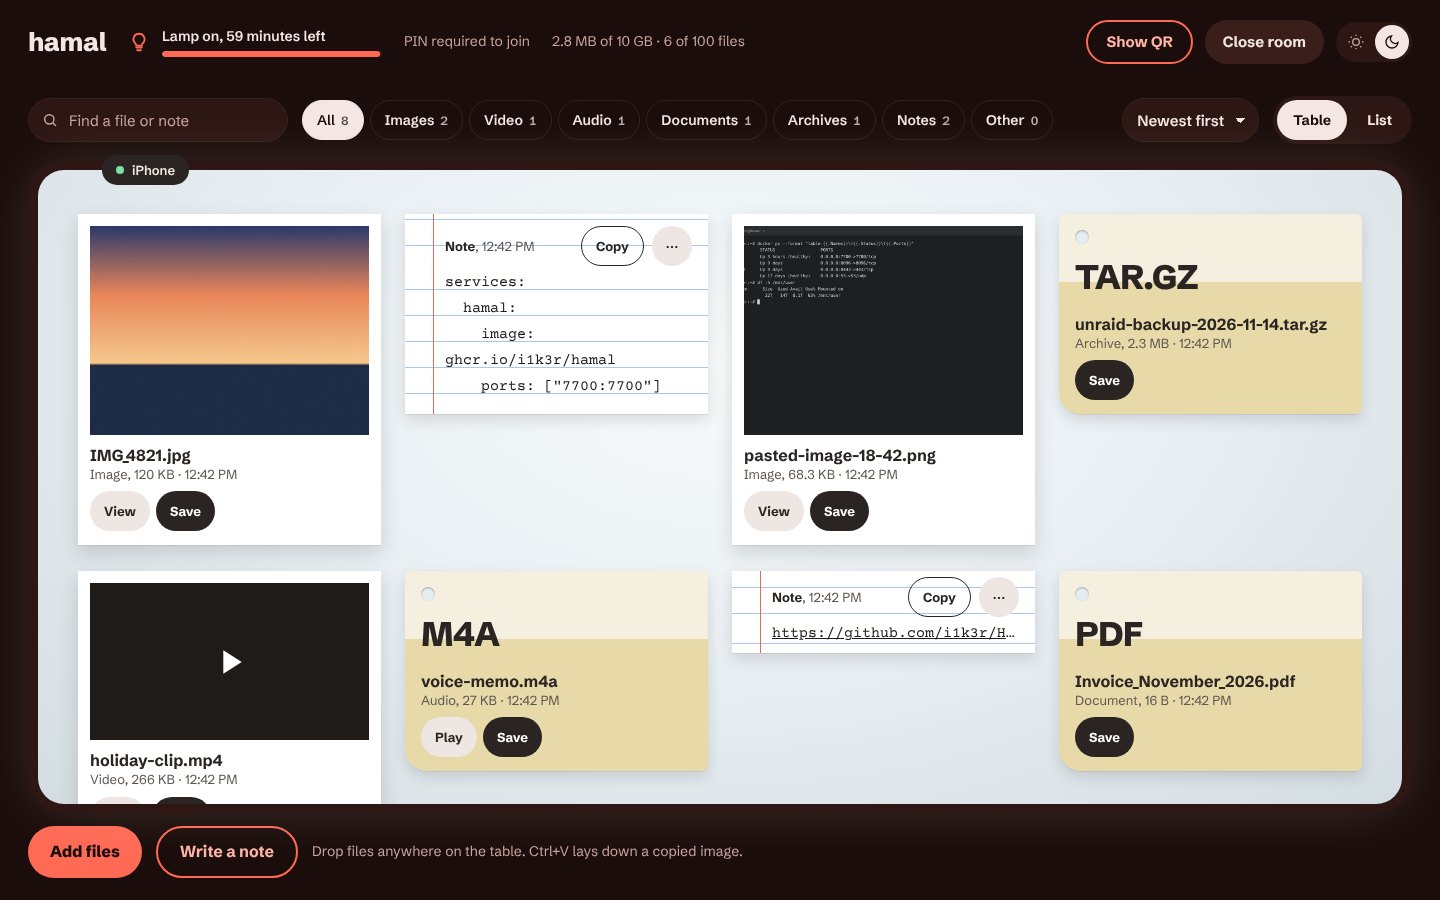 hamal
Lamp on, 59 minutes left
PIN required to join
2.8 MB of 10 GB · 6 of 100 files
Show QR
Close room
Find a file or note
All 8
Images 2
Video 1
Audio 1
Documents 1
Archives 1
Notes 2
Other 0
Newest first
Table
List
iPhone
IMG_4821.jpg
Image, 120 KB · 12:42 PM
View
Save
Note, 12:42 PM
Copy
...
services:
hamal:
image:
ghcr.io/i1k3r/hamal
ports: ["7700:7700"]
pasted-image-18-42.png
Image, 68.3 KB · 12:42 PM
View
Save
TAR.GZ
unraid-backup-2026-11-14.tar.gz
Archive, 2.3 MB · 12:42 PM
Save
holiday-clip.mp4
Video, 266 KB · 12:42 PM
M4A
voice-memo.m4a
Audio, 27 KB · 12:42 PM
Play
Save
Note, 12:42 PM
Copy
...
https://github.com/i1k3r/H...
PDF
Invoice_November_2026.pdf
Document, 16 B · 12:42 PM
Save
Add files
Write a note
Drop files anywhere on the table. Ctrl+V lays down a copied image.